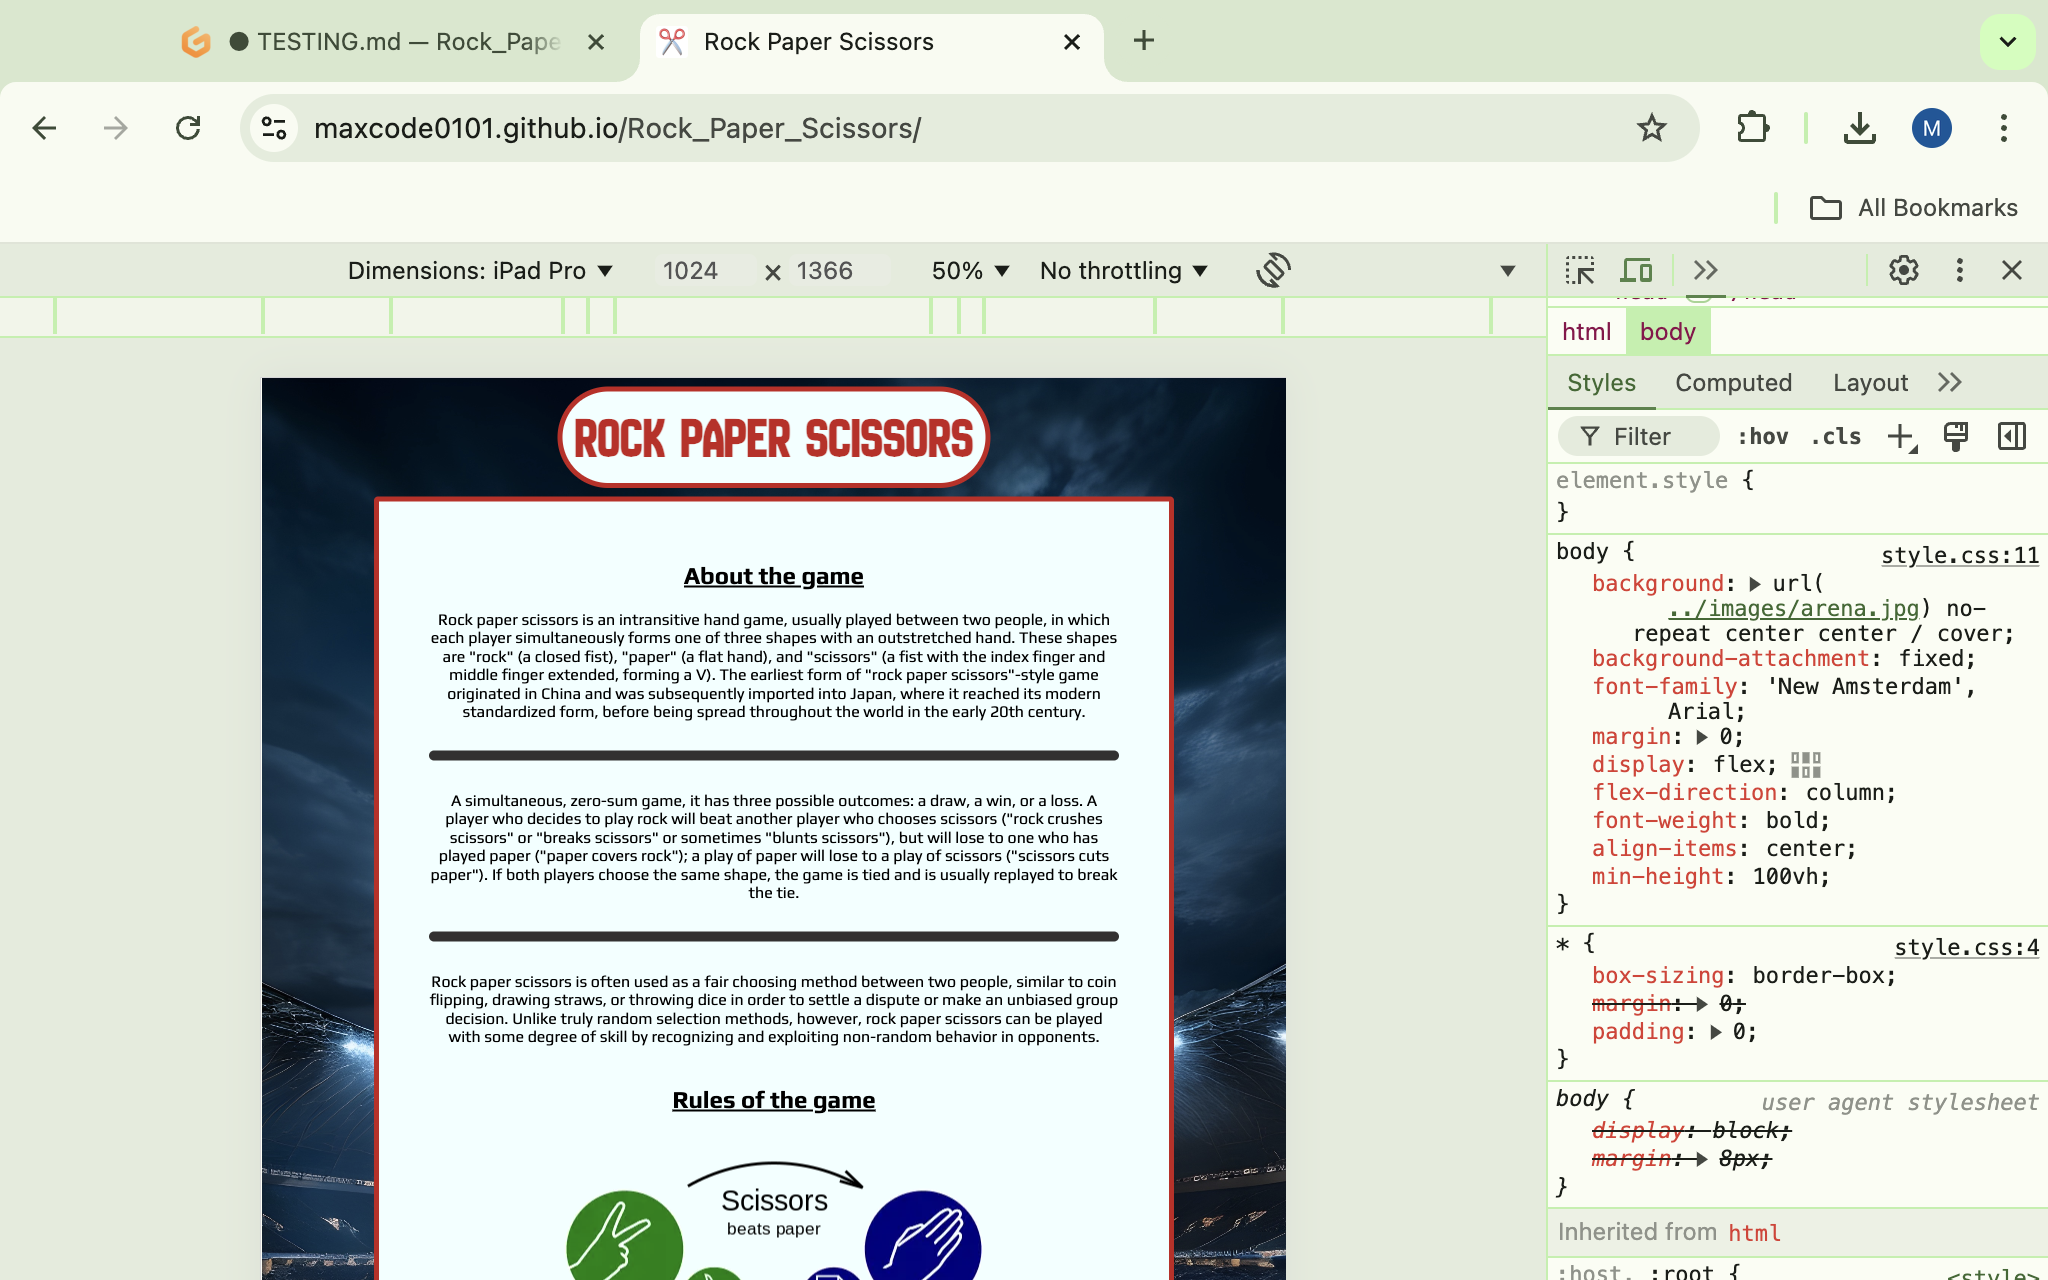 TESTING.md — Rock_Pape
Rock Paper Scissors
maxcode0101.github.io/Rock_Paper_Scissors/
M
All Bookmarks
Dimensions: iPad Pro
1024
1366
50%
No throttling
ROCK PAPER SCISSORS
About the game
Rock paper scissors is an intransitive hand game, usually played between two people, in which
each player simultaneously forms one of three shapes with an outstretched hand. These shapes
are "rock" (a closed fist), "paper" (a flat hand), and "scissors" (a fist with the index finger and
middle finger extended, forming a V). The earliest form of "rock paper scissors"-style game
originated in China and was subsequently imported into Japan, where it reached its modern
standardized form, before being spread throughout the world in the early 20th century.
A simultaneous, zero-sum game, it has three possible outcomes: a draw, a win, or a loss. A
player who decides to play rock will beat another player who chooses scissors ("rock crushes
scissors" or "breaks scissors" or sometimes "blunts scissors"), but will lose to one who has
played paper ("paper covers rock"); a play of paper will lose to a play of scissors ("scissors cuts
paper"). If both players choose the same shape, the game is tied and is usually replayed to break
the tie.
Rock paper scissors is often used as a fair choosing method between two people, similar to coin
flipping, drawing straws, or throwing dice in order to settle a dispute or make an unbiased group
decision. Unlike truly random selection methods, however, rock paper scissors can be played
with some degree of skill by recognizing and exploiting non-random behavior in opponents.
Rules of the game
Scissors
beats paper
html
body
Styles
Computed
Layout
Filter
:hov
.cls
element.style {
}
body {
style.css:11
background: url(
../images/arena.jpg) no-
repeat center center / cover;
background-attachment: fixed;
font-family: 'New Amsterdam',
Arial;
margin: 0;
display: flex;
flex-direction: column;
font-weight: bold;
align-items: center;
min-height: 100vh;
}
* {
style.css:4
box-sizing: border-box;
margin: 0;
padding: 0;
}
body {
user agent stylesheet
display: block;
margin: 8px;
}
Inherited from html
:host, :root {
<style>